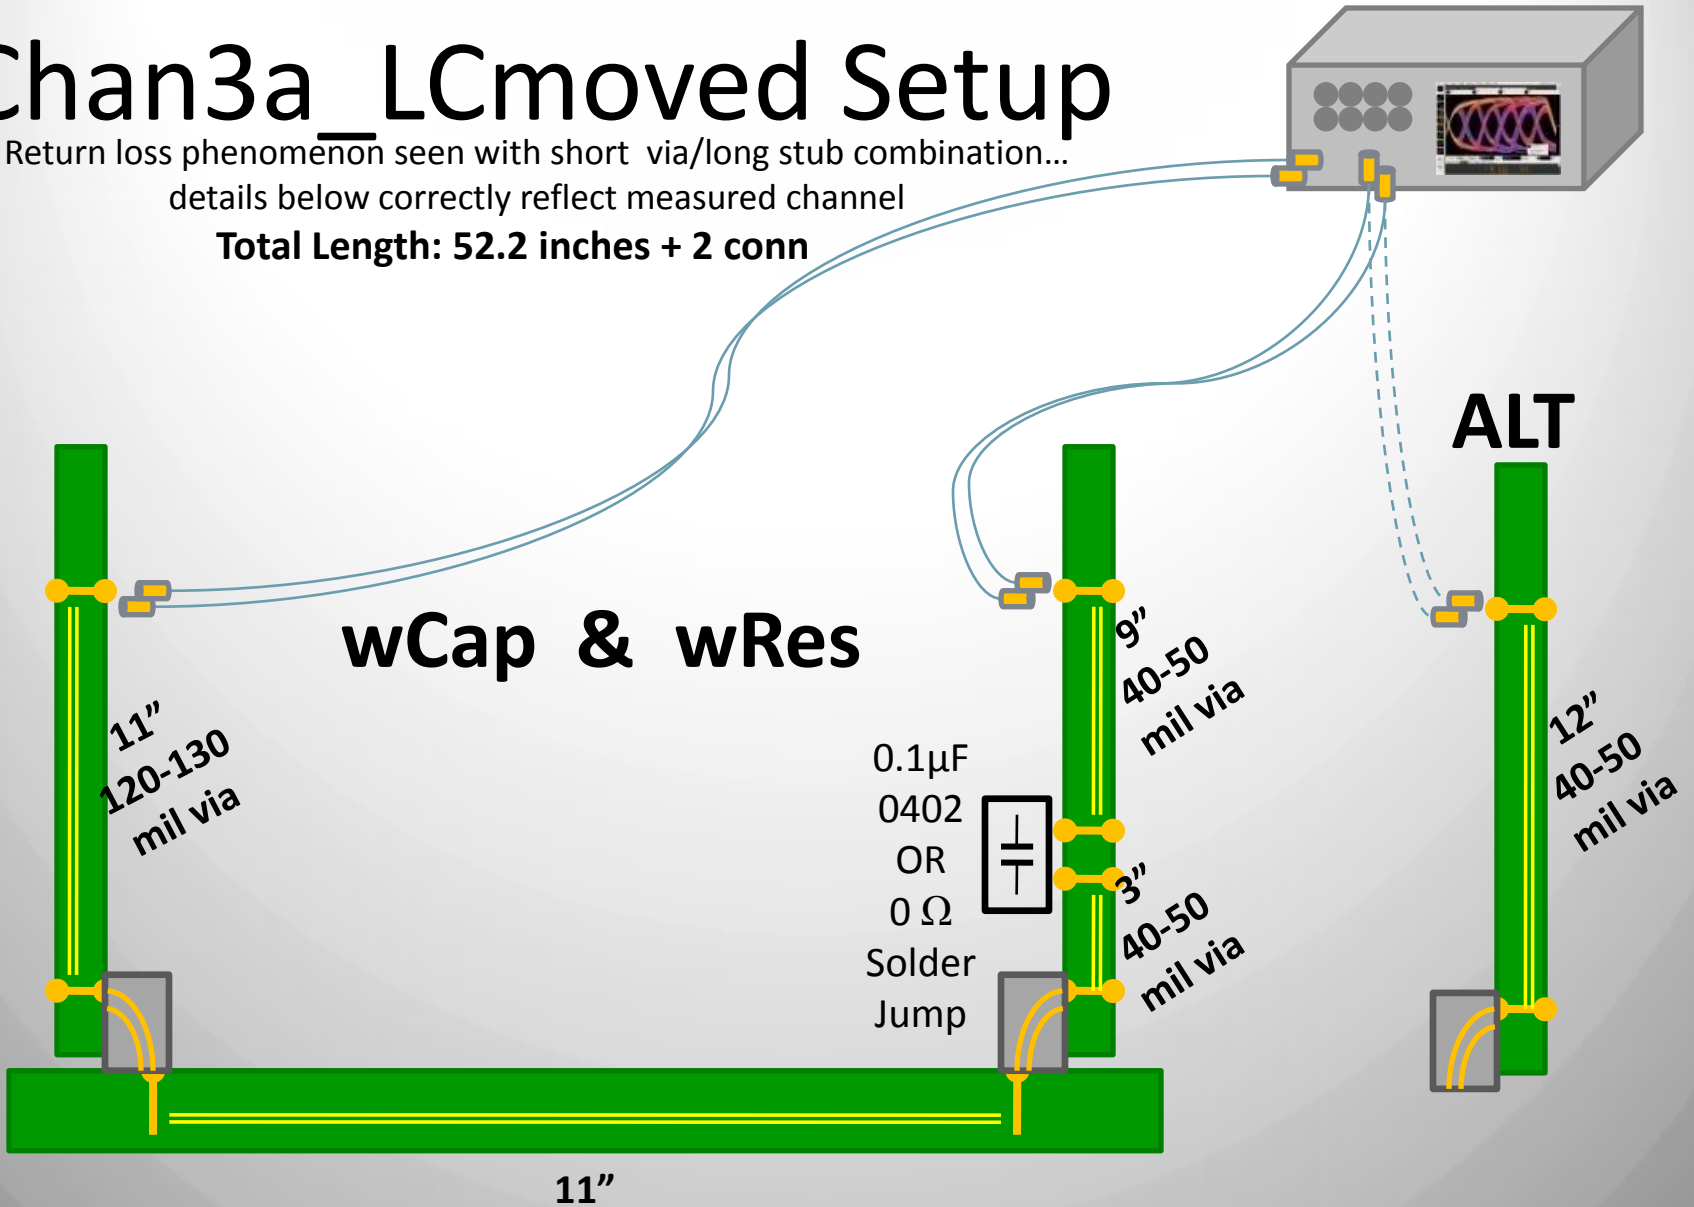 Chan3a_LCmoved Setup
Return loss phenomenon seen with short via/long stub combination…
details below correctly reflect measured channel
Total Length: 52.2 inches + 2 conn
ALT
wCap & wRes
11”
120-130
mil via
9”
40-50
mil via
0.1µF
0402
OR
0 Ω
Solder
Jump
3”
40-50
mil via
12”
40-50
mil via
11”